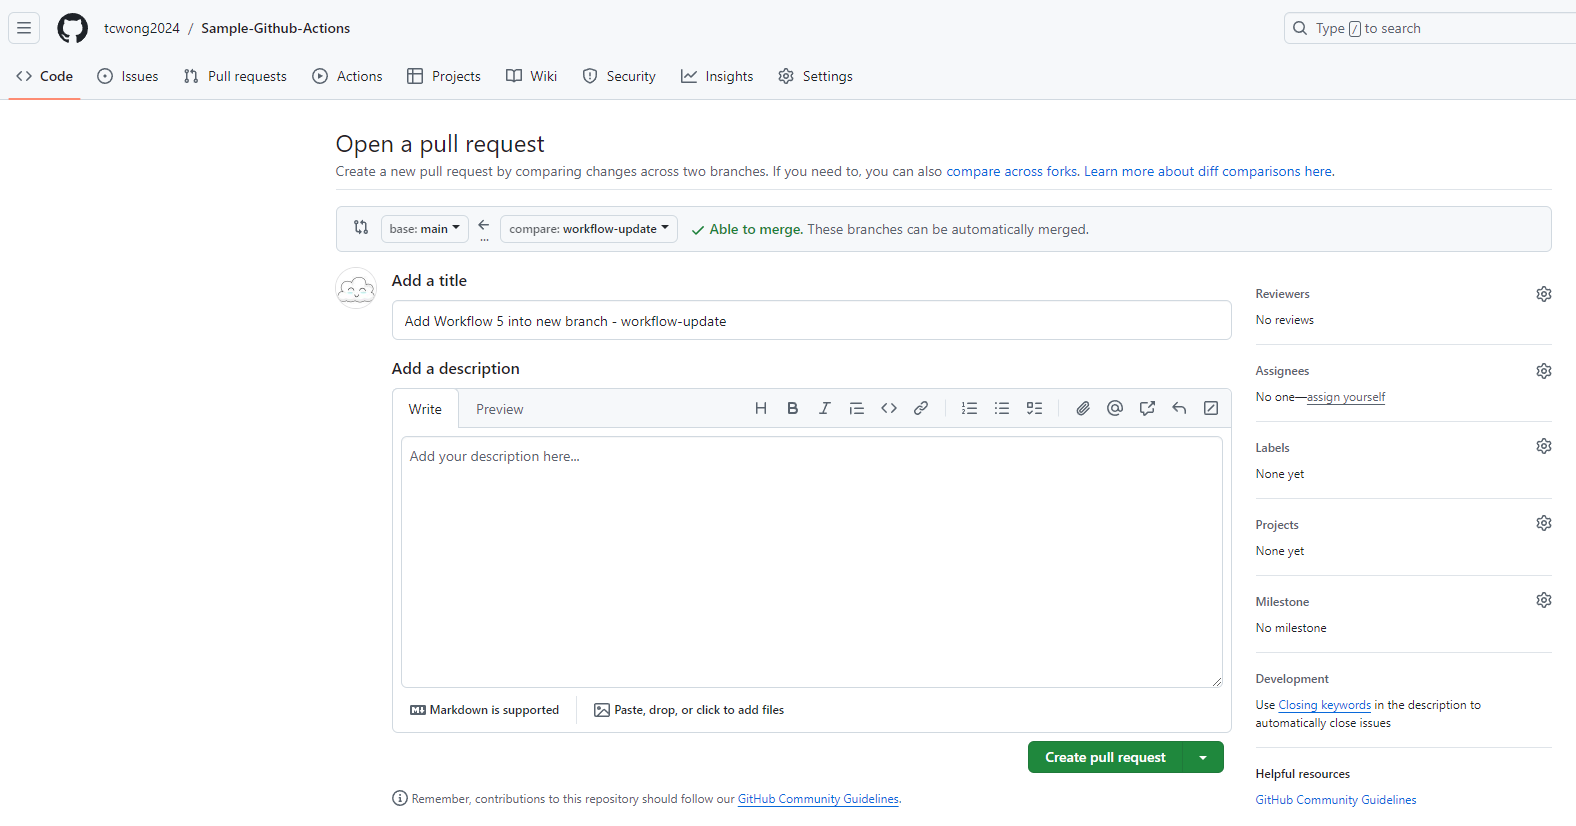 tcwong2024 / Sample-Github-Actions
Type / to search
Code Issues Pull requests Actions Projects Wiki Security Insights Settings
Open a pull request
Create a new pull request by comparing changes across two branches. If you need to, you can also compare across forks. Learn more about diff comparisons here.
base: main ← ... compare: workflow-update Able to merge. These branches can be automatically merged.
Add a title
Add Workflow 5 into new branch - workflow-update
Add a description
Write Preview
Add your description here...
Markdown is supported Paste, drop, or click to add files
Create pull request
Remember, contributions to this repository should follow our GitHub Community Guidelines.
Reviewers
No reviews
Assignees
No one—assign yourself
Labels
None yet
Projects
None yet
Milestone
No milestone
Development
Use Closing keywords in the description to
automatically close issues
Helpful resources
GitHub Community Guidelines